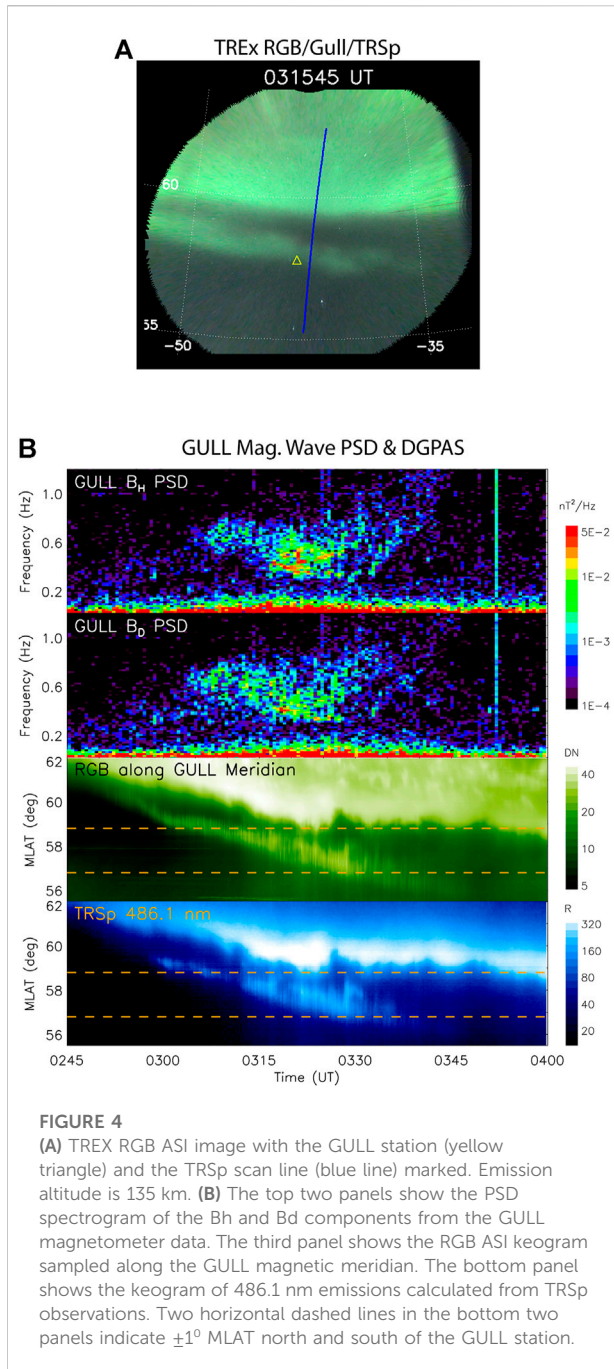 A
TREx RGB/Gull/TRSp
031545 UT
60
55
-50
-35
B
GULL Mag. Wave PSD & DGPAS
GULL BH PSD
1.0
0.6
0.2
Frequency (Hz)
nT²/Hz
5E-2
1E-2
1E-3
1E-4
GULL BD PSD
1.0
0.6
0.2
Frequency (Hz)
RGB along GULL Meridian
62
60
58
56
MLAT (deg)
DN
40
20
10
5
TRSp 486.1 nm
62
60
58
56
MLAT (deg)
R
320
160
80
40
20
0245
0300
0315
0330
0345
0400
Time (UT)
FIGURE 4
(A) TREX RGB ASI image with the GULL station (yellow
triangle) and the TRSp scan line (blue line) marked. Emission
altitude is 135 km. (B) The top two panels show the PSD
spectrogram of the Bh and Bd components from the GULL
magnetometer data. The third panel shows the RGB ASI keogram
sampled along the GULL magnetic meridian. The bottom panel
shows the keogram of 486.1 nm emissions calculated from TRSp
observations. Two horizontal dashed lines in the bottom two
panels indicate ±1⁰ MLAT north and south of the GULL station.